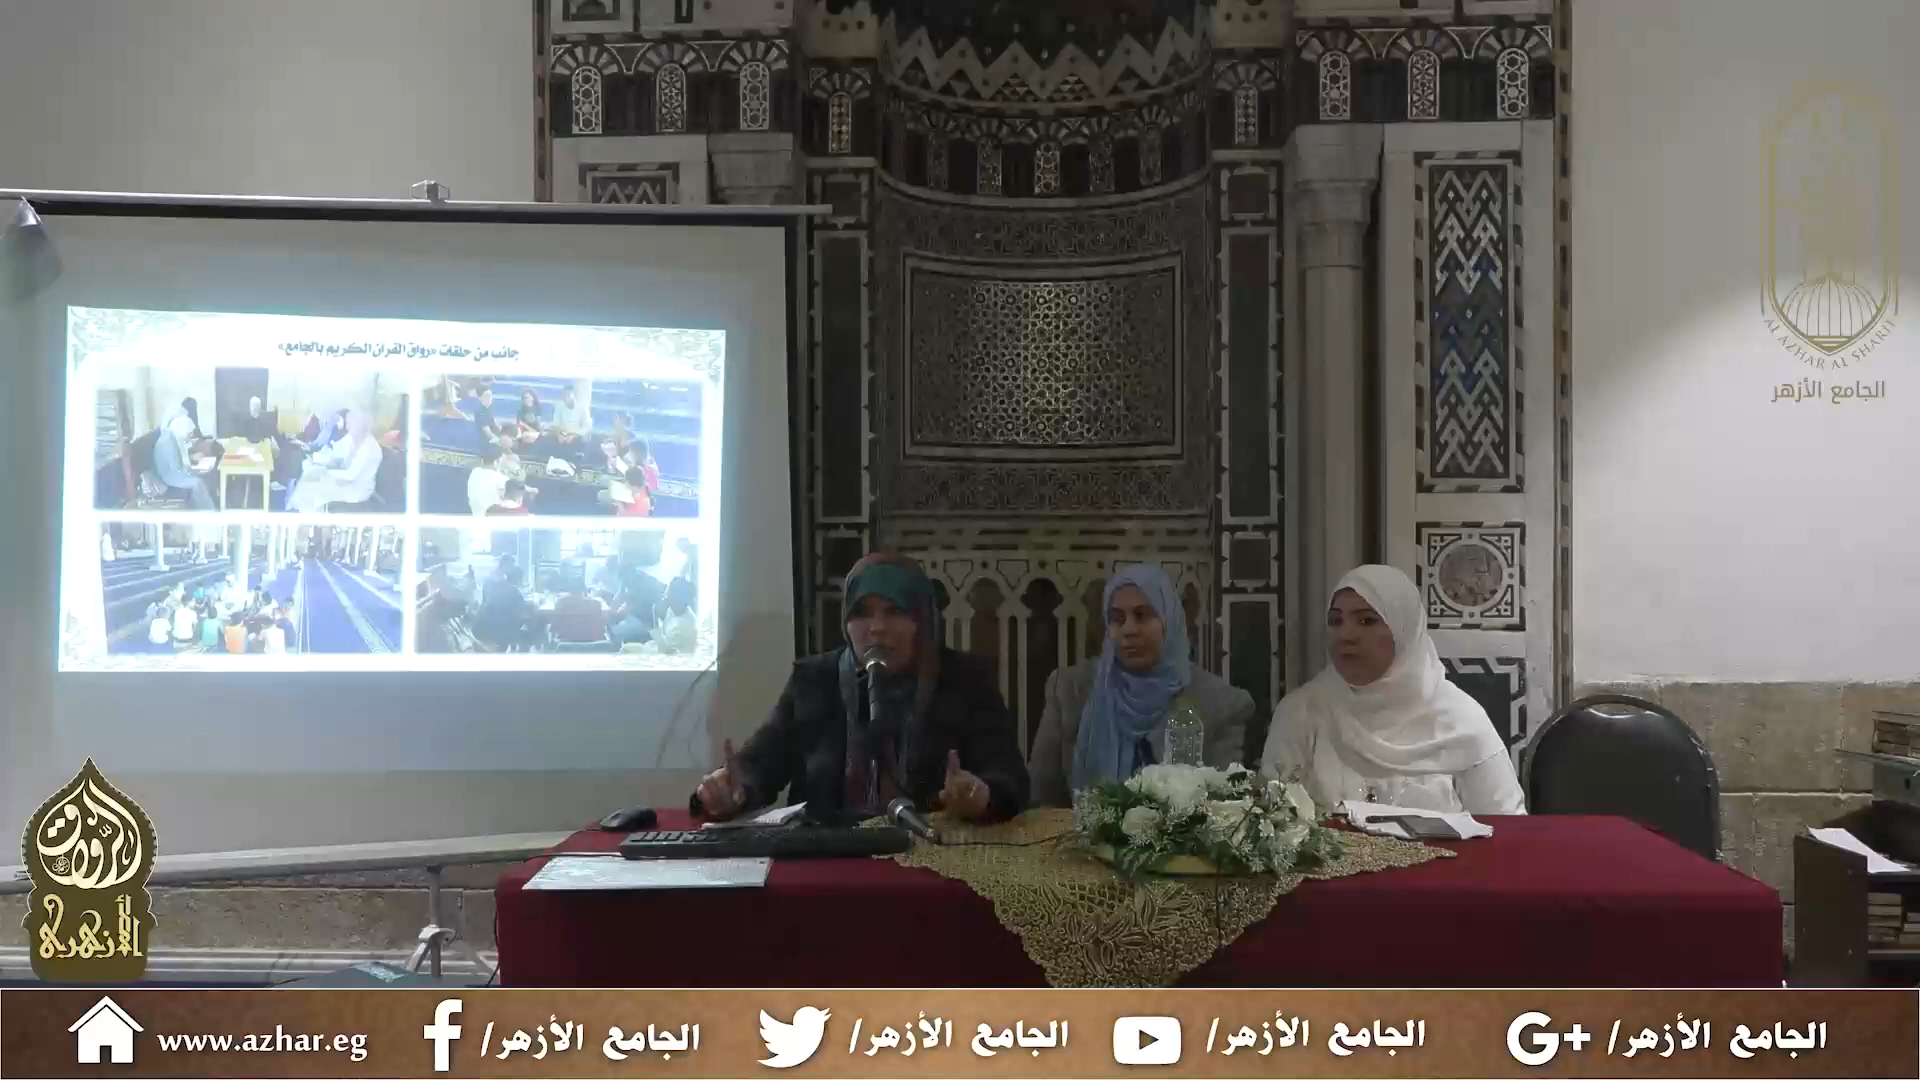 جانب من حلقات «رواق القرآن الكريم بالجامع»
AL AZHAR AL SHARIF
الجامع الأزهر
الرواق
الأزهري
www.azhar.eg
/الجامع الأزهر
/الجامع الأزهر
/الجامع الأزهر
G+ /الجامع الأزهر